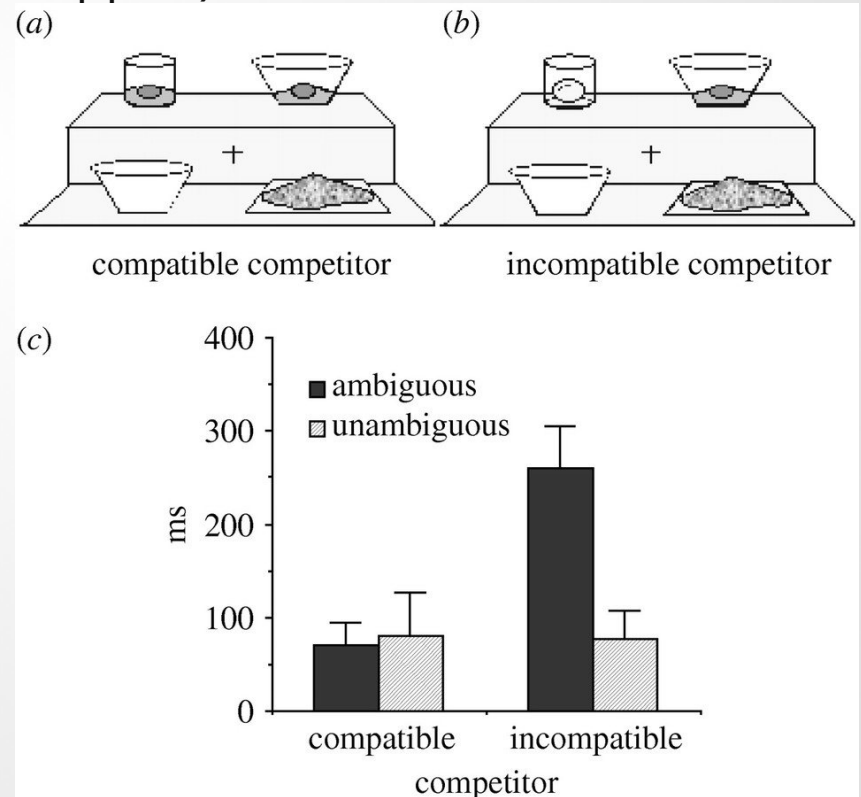 (a)
(b)
compatible competitor
incompatible competitor
(c)
400
ambiguous
unambiguous
300
ms
200
100
0
compatible
incompatible
competitor